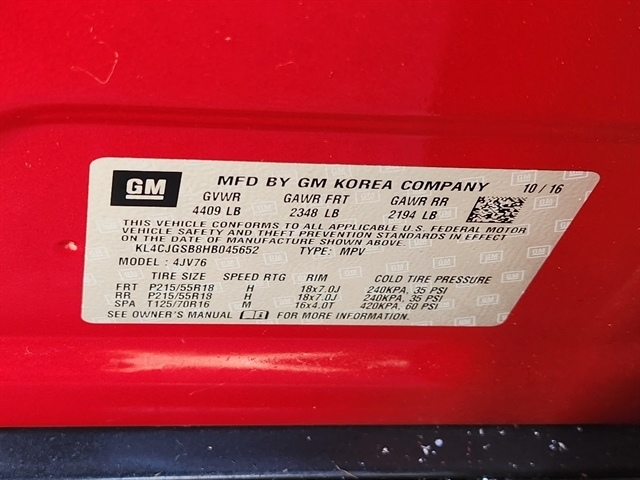 GM MFD BY GM KOREA COMPANY 10 / 16
GVWR GAWR FRT GAWR RR
4409 LB 2348 LB 2194 LB
THIS VEHICLE CONFORMS TO ALL APPLICABLE U.S. FEDERAL MOTOR
VEHICLE SAFETY, BUMPER, AND THEFT PREVENTION STANDARDS IN
EFFECT ON THE DATE OF MANUFACTURE SHOWN ABOVE.
KL4CJGSB8HB045652 TYPE : MPV
MODEL : 4JV76
TIRE SIZE SPEED RTG RIM COLD TIRE PRESSURE
FRT P215/55R18 H 18x7.0J 240KPA, 35 PSI
RR P215/55R18 H 18x7.0J 240KPA, 35 PSI
SPA T125/70R16 M 16x4.0T 420KPA, 60 PSI
SEE OWNER'S MANUAL FOR MORE INFORMATION.